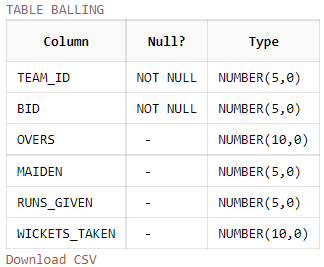 TABLE BALLING
Column Null? Type
TEAM_ID NOT NULL NUMBER(5,0)
BID NOT NULL NUMBER(5,0)
OVERS - NUMBER(10,0)
MAIDEN - NUMBER(5,0)
RUNS_GIVEN - NUMBER(5,0)
WICKETS_TAKEN - NUMBER(10,0)
Download CSV